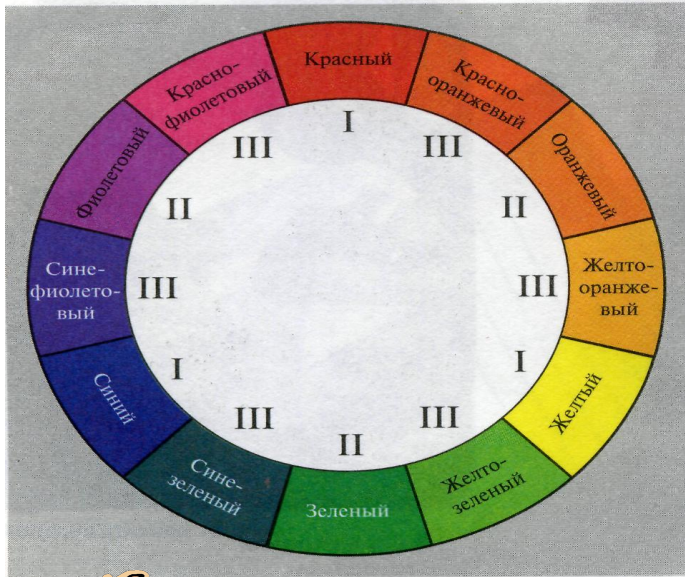 Красный
I
Красно-
оранжевый
III
Оранжевый
II
Желто-
оранже-
вый
III
Желтый
I
Желто-
зеленый
III
Зеленый
II
Сине-
зеленый
III
Синий
I
Сине-
фиолето-
вый
III
Фиолетовый
II
Красно-
фиолетовый
III